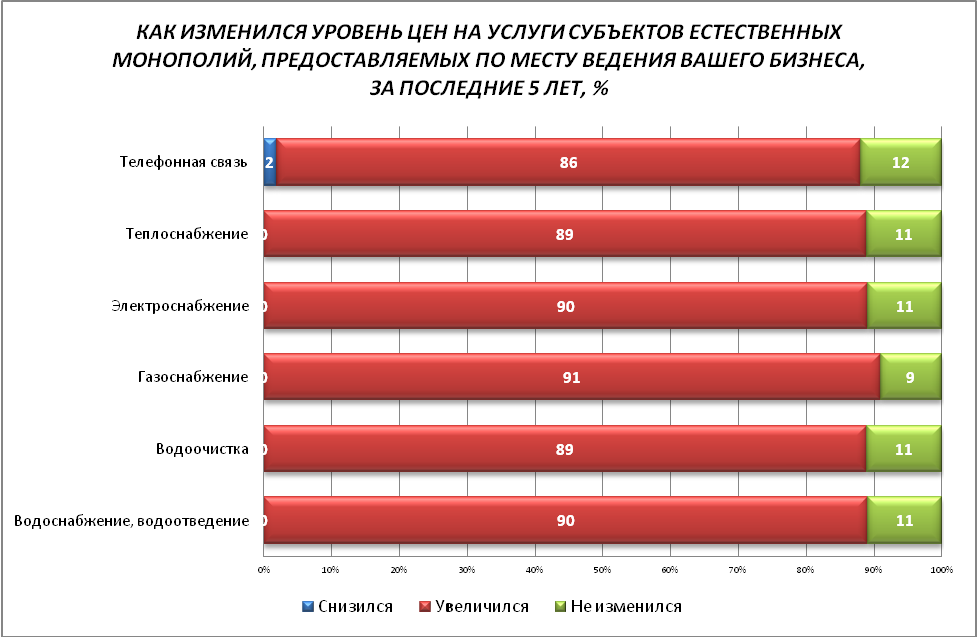 КАК ИЗМЕНИЛСЯ УРОВЕНЬ ЦЕН НА УСЛУГИ СУБЪЕКТОВ ЕСТЕСТВЕННЫХ
МОНОПОЛИЙ, ПРЕДОСТАВЛЯЕМЫХ ПО МЕСТУ ВЕДЕНИЯ ВАШЕГО БИЗНЕСА,
ЗА ПОСЛЕДНИЕ 5 ЛЕТ, %
Телефонная связь 2 86 12
Теплоснабжение 0 89 11
Электроснабжение 0 90 11
Газоснабжение 0 91 9
Водоочистка 0 89 11
Водоснабжение, водоотведение 0 90 11
0% 10% 20% 30% 40% 50% 60% 70% 80% 90% 100%
Снизился Увеличился Не изменился